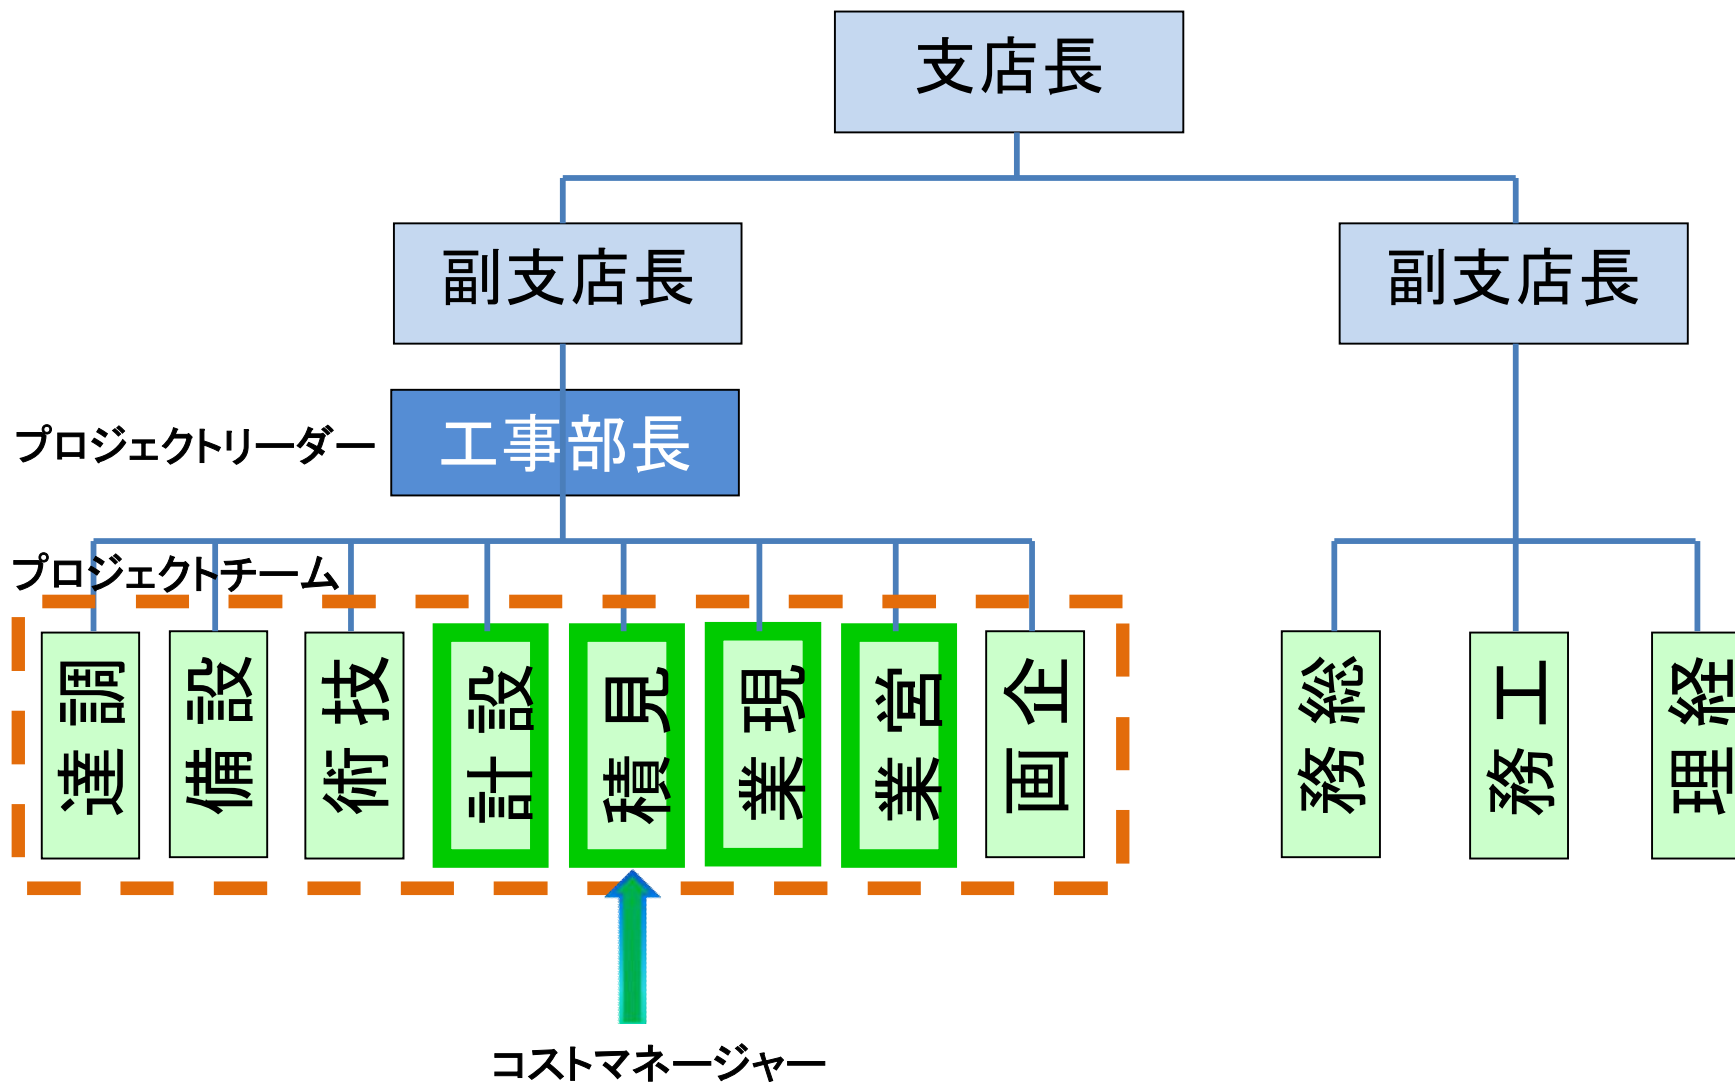 支店長
副支店長
副支店長
プロジェクトリーダー
工事部長
プロジェクトチーム
調達
設備
技術
設計
見積
現業
営業
企画
総務
工務
経理
コストマネージャー